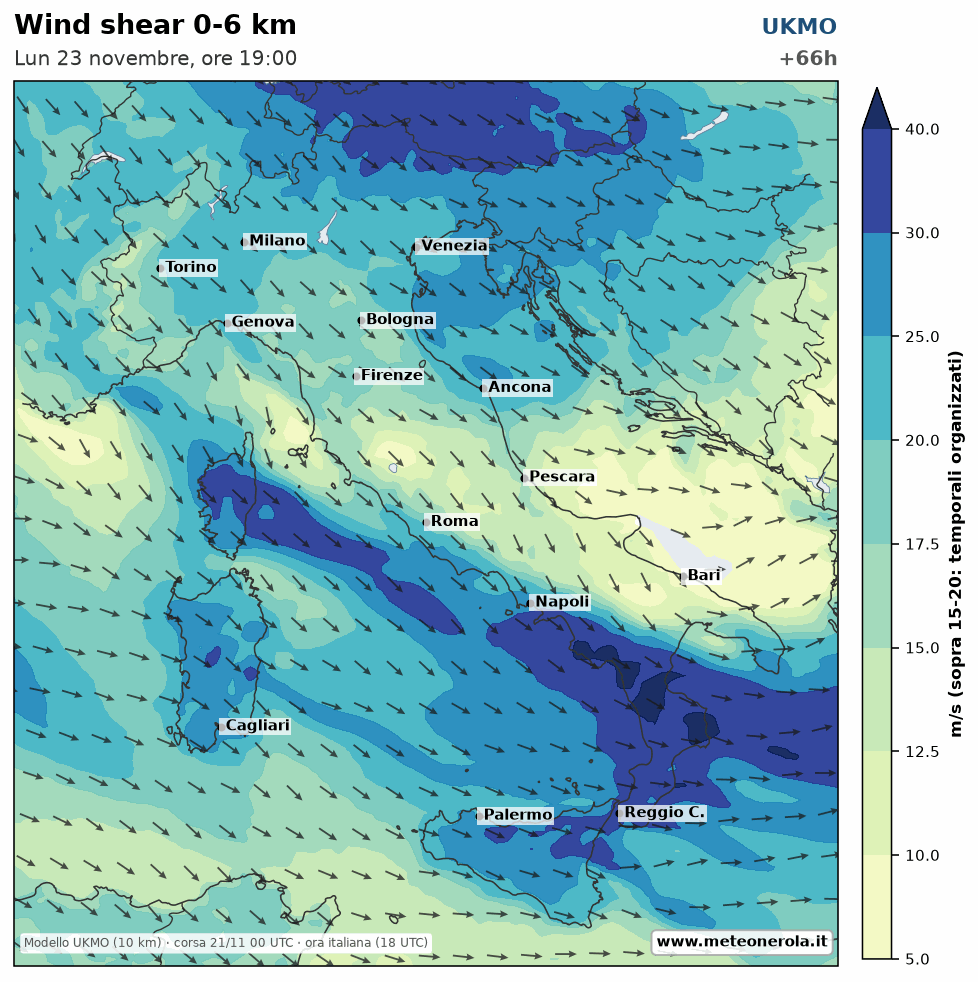 Wind shear 0-6 km
UKMO
Lun 23 novembre, ore 19:00
+66h
40.0
30.0
25.0
20.0
17.5
15.0
12.5
10.0
5.0
m/s (sopra 15-20: temporali organizzati)
Milano
Venezia
Torino
Genova
Bologna
Firenze
Ancona
Pescara
Roma
Bari
Napoli
Cagliari
Palermo
Reggio C.
Modello UKMO (10 km) · corsa 21/11 00 UTC · ora italiana (18 UTC)
www.meteonerola.it